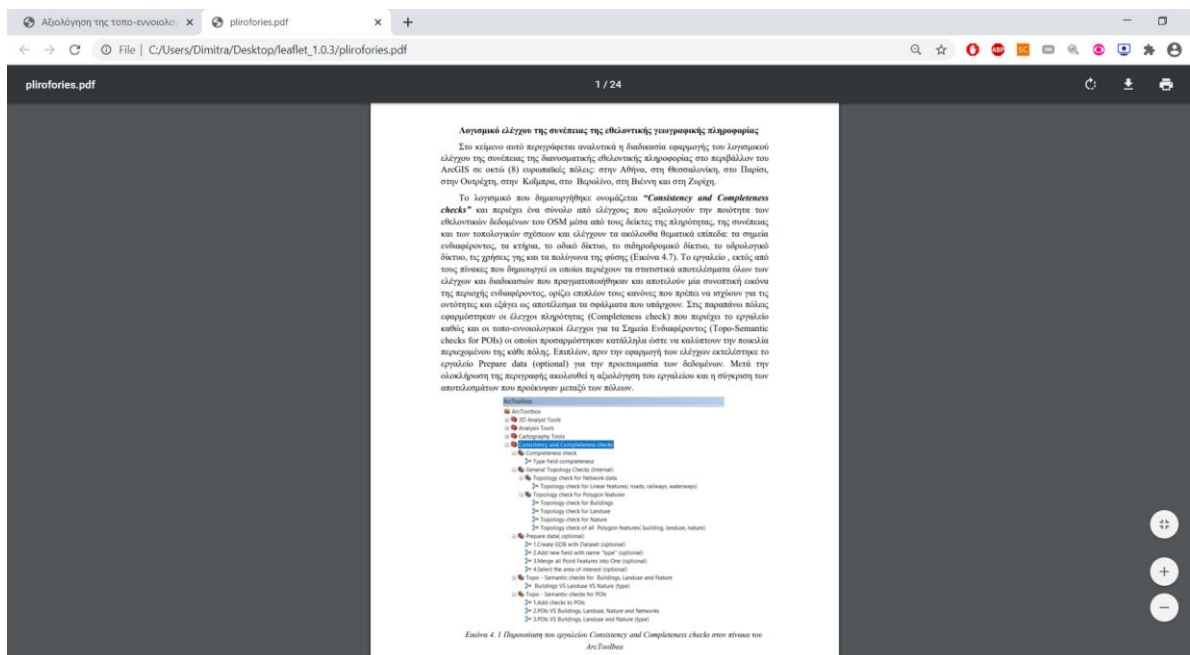 Αξιολόγηση της τοπο-εννοιολογ
plirofories.pdf
File | C:/Users/Dimitra/Desktop/leaflet_1.0.3/plirofories.pdf
ABP
SC
plirofories.pdf
1 / 24
Λογισμικό ελέγχου της συνέπειας της εθελοντικής γεωγραφικής πληροφορίας
Στο κείμενο αυτό περιγράφεται αναλυτικά η διαδικασία εφαρμογής του λογισμικού
ελέγχου της συνέπειας της διανυσματικής εθελοντικής πληροφορίας στο περιβάλλον του
ArcGIS σε οκτώ (8) ευρωπαϊκές πόλεις: στην Αθήνα, στη Θεσσαλονίκη, στο Παρίσι,
στην Ουτρέχτη, στην Κοΐμπρα, στο Βερολίνο, στη Βιέννη και στη Ζυρίχη.
Το λογισμικό που δημιουργήθηκε ονομάζεται "Consistency and Completeness
checks" και περιέχει ένα σύνολο από ελέγχους που αξιολογούν την ποιότητα των
εθελοντικών δεδομένων του OSM μέσα από τους δείκτες της πληρότητας, της συνέπειας
και των τοπολογικών σχέσεων και ελέγχουν τα ακόλουθα θεματικά επίπεδα: τα σημεία
ενδιαφέροντος, τα κτήρια, το οδικό δίκτυο, το σιδηροδρομικό δίκτυο, το υδρολογικό
δίκτυο, τις χρήσεις γης και τα πολύγωνα της φύσης (Εικόνα 4.7). Το εργαλείο , εκτός από
τους πίνακες που δημιουργεί οι οποίοι περιέχουν τα στατιστικά αποτελέσματα όλων των
ελέγχων και διαδικασιών που πραγματοποιήθηκαν και αποτελούν μία συνοπτική εικόνα
της περιοχής ενδιαφέροντος, ορίζει επιπλέον τους κανόνες που πρέπει να ισχύουν για τις
οντότητες και εξάγει ως αποτέλεσμα τα σφάλματα που υπάρχουν. Στις παραπάνω πόλεις
εφαρμόστηκαν οι έλεγχοι πληρότητας (Completeness check) που περιέχει το εργαλείο
καθώς και οι τοπο-εννοιολογικοί έλεγχοι για τα Σημεία Ενδιαφέροντος (Topo-Semantic
checks for POIs) οι οποίοι προσαρμόστηκαν κατάλληλα ώστε να καλύπτουν την ποικιλία
περιεχομένου της κάθε πόλης. Επιπλέον, πριν την εφαρμογή των ελέγχων εκτελέστηκε το
εργαλείο Prepare data (optional) για την προετοιμασία των δεδομένων. Μετά την
ολοκλήρωση της περιγραφής ακολουθεί η αξιολόγηση του εργαλείου και η σύγκριση των
αποτελεσμάτων που προέκυψαν μεταξύ των πόλεων.
ArcToolbox
ArcToolbox
3D Analyst Tools
Analysis Tools
Cartography Tools
Consistency and Completeness checks
Completeness check
Type field completeness
General Topology Checks (Internal)
Topology check for Network data
Topology check for Linear features( roads, railways, waterways)
Topology check for Polygon features
Topology check for Buildings
Topology check for Landuse
Topology check for Nature
Topology check of all Polygon features( building, landuse, nature)
Prepare data( optional)
1.Create GDB with Dataset (optional)
2.Add new field with name "type" (optional)
3.Merge all Point Features into One (optional)
4.Select the area of interest (optional)
Topo - Semantic checks for Buildings, Landuse and Nature
Buildings VS Landuse VS Nature (type)
Topo - Semantic checks for POIs
1.Add checks to POIs
2.POIs VS Buildings, Landuse, Nature and Networks
3.POIs VS Buildings, Landuse and Nature (type)
Εικόνα 4. 1 Παρουσίαση του εργαλείου Consistency and Completeness checks στον πίνακα του
ArcToolbox